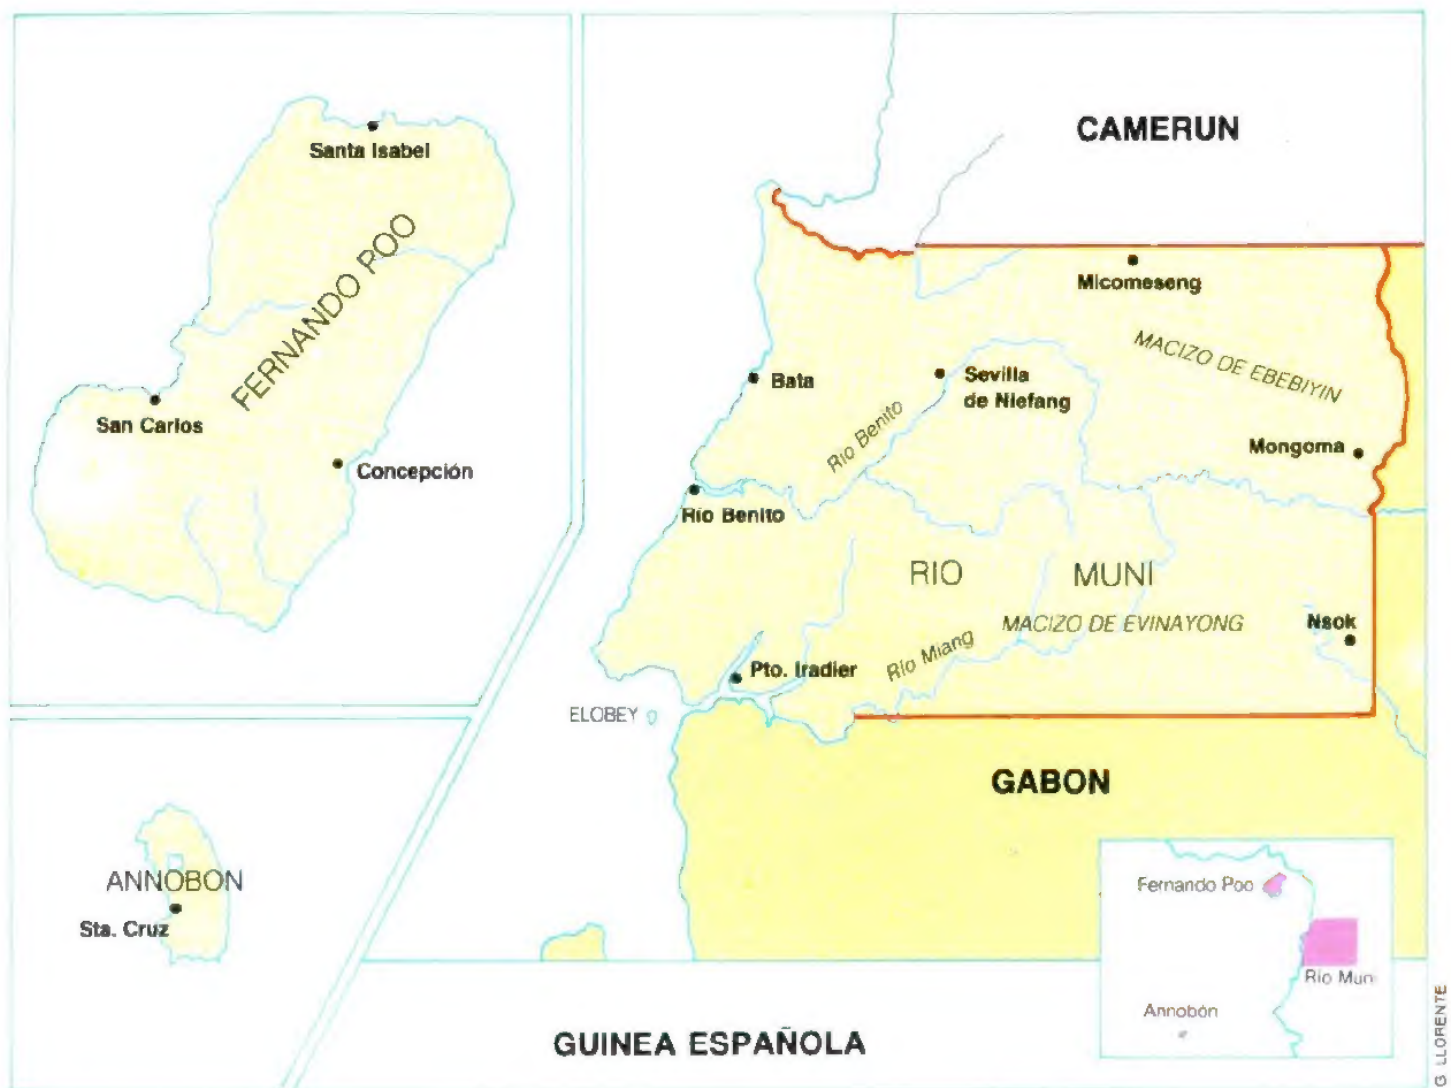 Santa Isabel
FERNANDO POO
San Carlos
Concepción
ANNOBON
Sta. Cruz
CAMERUN
Micomeseng
MACIZO DE EBEBIYIN
Bata
Sevilla
de Niefang
Río Benito
Mongoma
Río Benito
RIO MUNI
MACIZO DE EVINAYONG
Nsok
Río Miang
Pto. Iradier
ELOBEY
GABON
Fernando Poo
Río Muni
Annobón
GUINEA ESPAÑOLA
G. LLORENTE